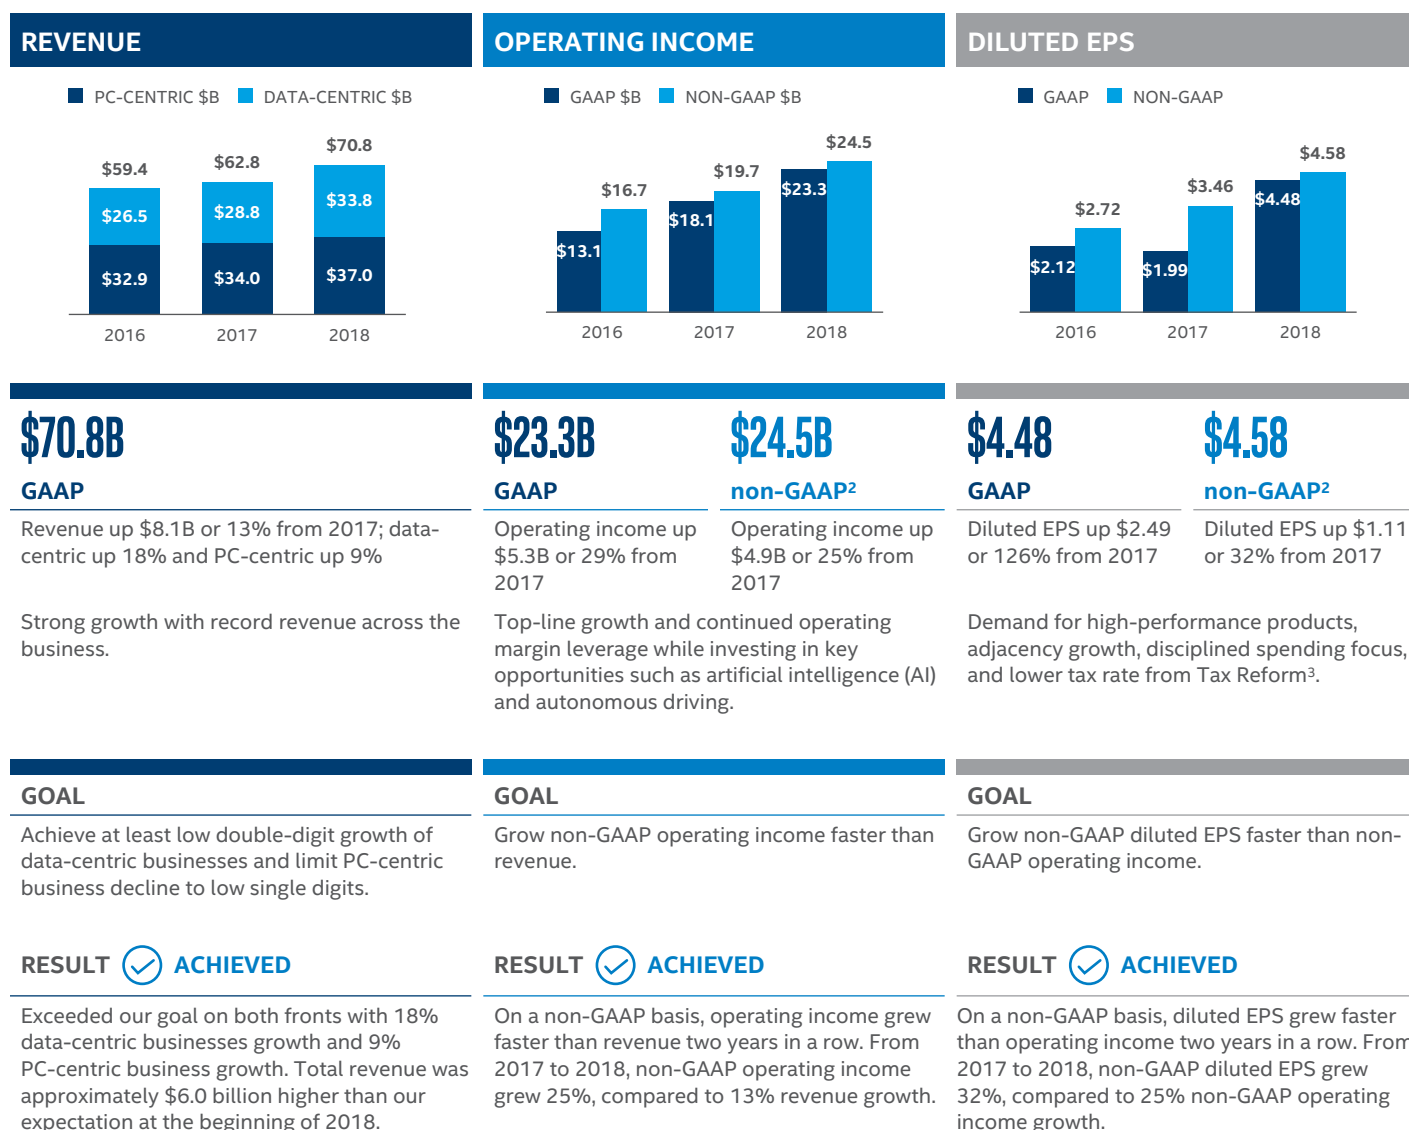 REVENUE
PC-CENTRIC $B DATA-CENTRIC $B
$59.4 $62.8 $70.8
$26.5 $28.8 $33.8
$32.9 $34.0 $37.0
2016 2017 2018
$70.8B
GAAP
Revenue up $8.1B or 13% from 2017; data-
centric up 18% and PC-centric up 9%
Strong growth with record revenue across the
business.
GOAL
Achieve at least low double-digit growth of
data-centric businesses and limit PC-centric
business decline to low single digits.
RESULT ACHIEVED
Exceeded our goal on both fronts with 18%
data-centric businesses growth and 9%
PC-centric business growth. Total revenue was
approximately $6.0 billion higher than our
expectation at the beginning of 2018.
OPERATING INCOME
GAAP $B NON-GAAP $B
$16.7 $19.7 $24.5
$13.1 $18.1 $23.3
2016 2017 2018
$23.3B
GAAP
Operating income up
$5.3B or 29% from
2017
$24.5B
non-GAAP²
Operating income up
$4.9B or 25% from
2017
Top-line growth and continued operating
margin leverage while investing in key
opportunities such as artificial intelligence (AI)
and autonomous driving.
GOAL
Grow non-GAAP operating income faster than
revenue.
RESULT ACHIEVED
On a non-GAAP basis, operating income grew
faster than revenue two years in a row. From
2017 to 2018, non-GAAP operating income
grew 25%, compared to 13% revenue growth.
DILUTED EPS
GAAP NON-GAAP
$2.72 $3.46 $4.58
$2.12 $1.99 $4.48
2016 2017 2018
$4.48
GAAP
Diluted EPS up $2.49
or 126% from 2017
$4.58
non-GAAP²
Diluted EPS up $1.11
or 32% from 2017
Demand for high-performance products,
adjacency growth, disciplined spending focus,
and lower tax rate from Tax Reform³.
GOAL
Grow non-GAAP diluted EPS faster than non-
GAAP operating income.
RESULT ACHIEVED
On a non-GAAP basis, diluted EPS grew faster
than operating income two years in a row. From
2017 to 2018, non-GAAP diluted EPS grew
32%, compared to 25% non-GAAP operating
income growth.